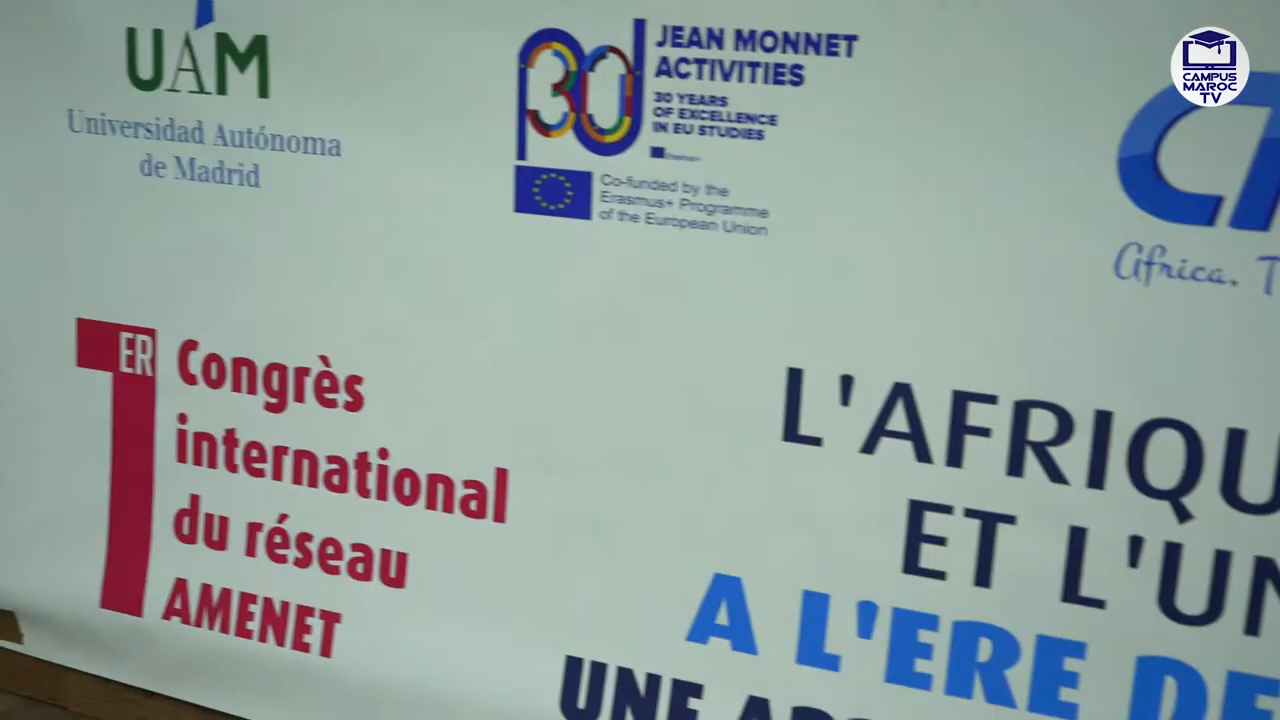 UAM
Universidad Autónoma
de Madrid
30
JEAN MONNET
ACTIVITIES
30 YEARS
OF EXCELLENCE
IN EU STUDIES
Erasmus+
Co-funded by the
Erasmus+ Programme
of the European Union
CAMPUS
MAROC
TV
Africa.
1ER
Congrès
international
du réseau
AMENET
L'AFRIQU
ET L'UN
A L'ERE DE
UNE